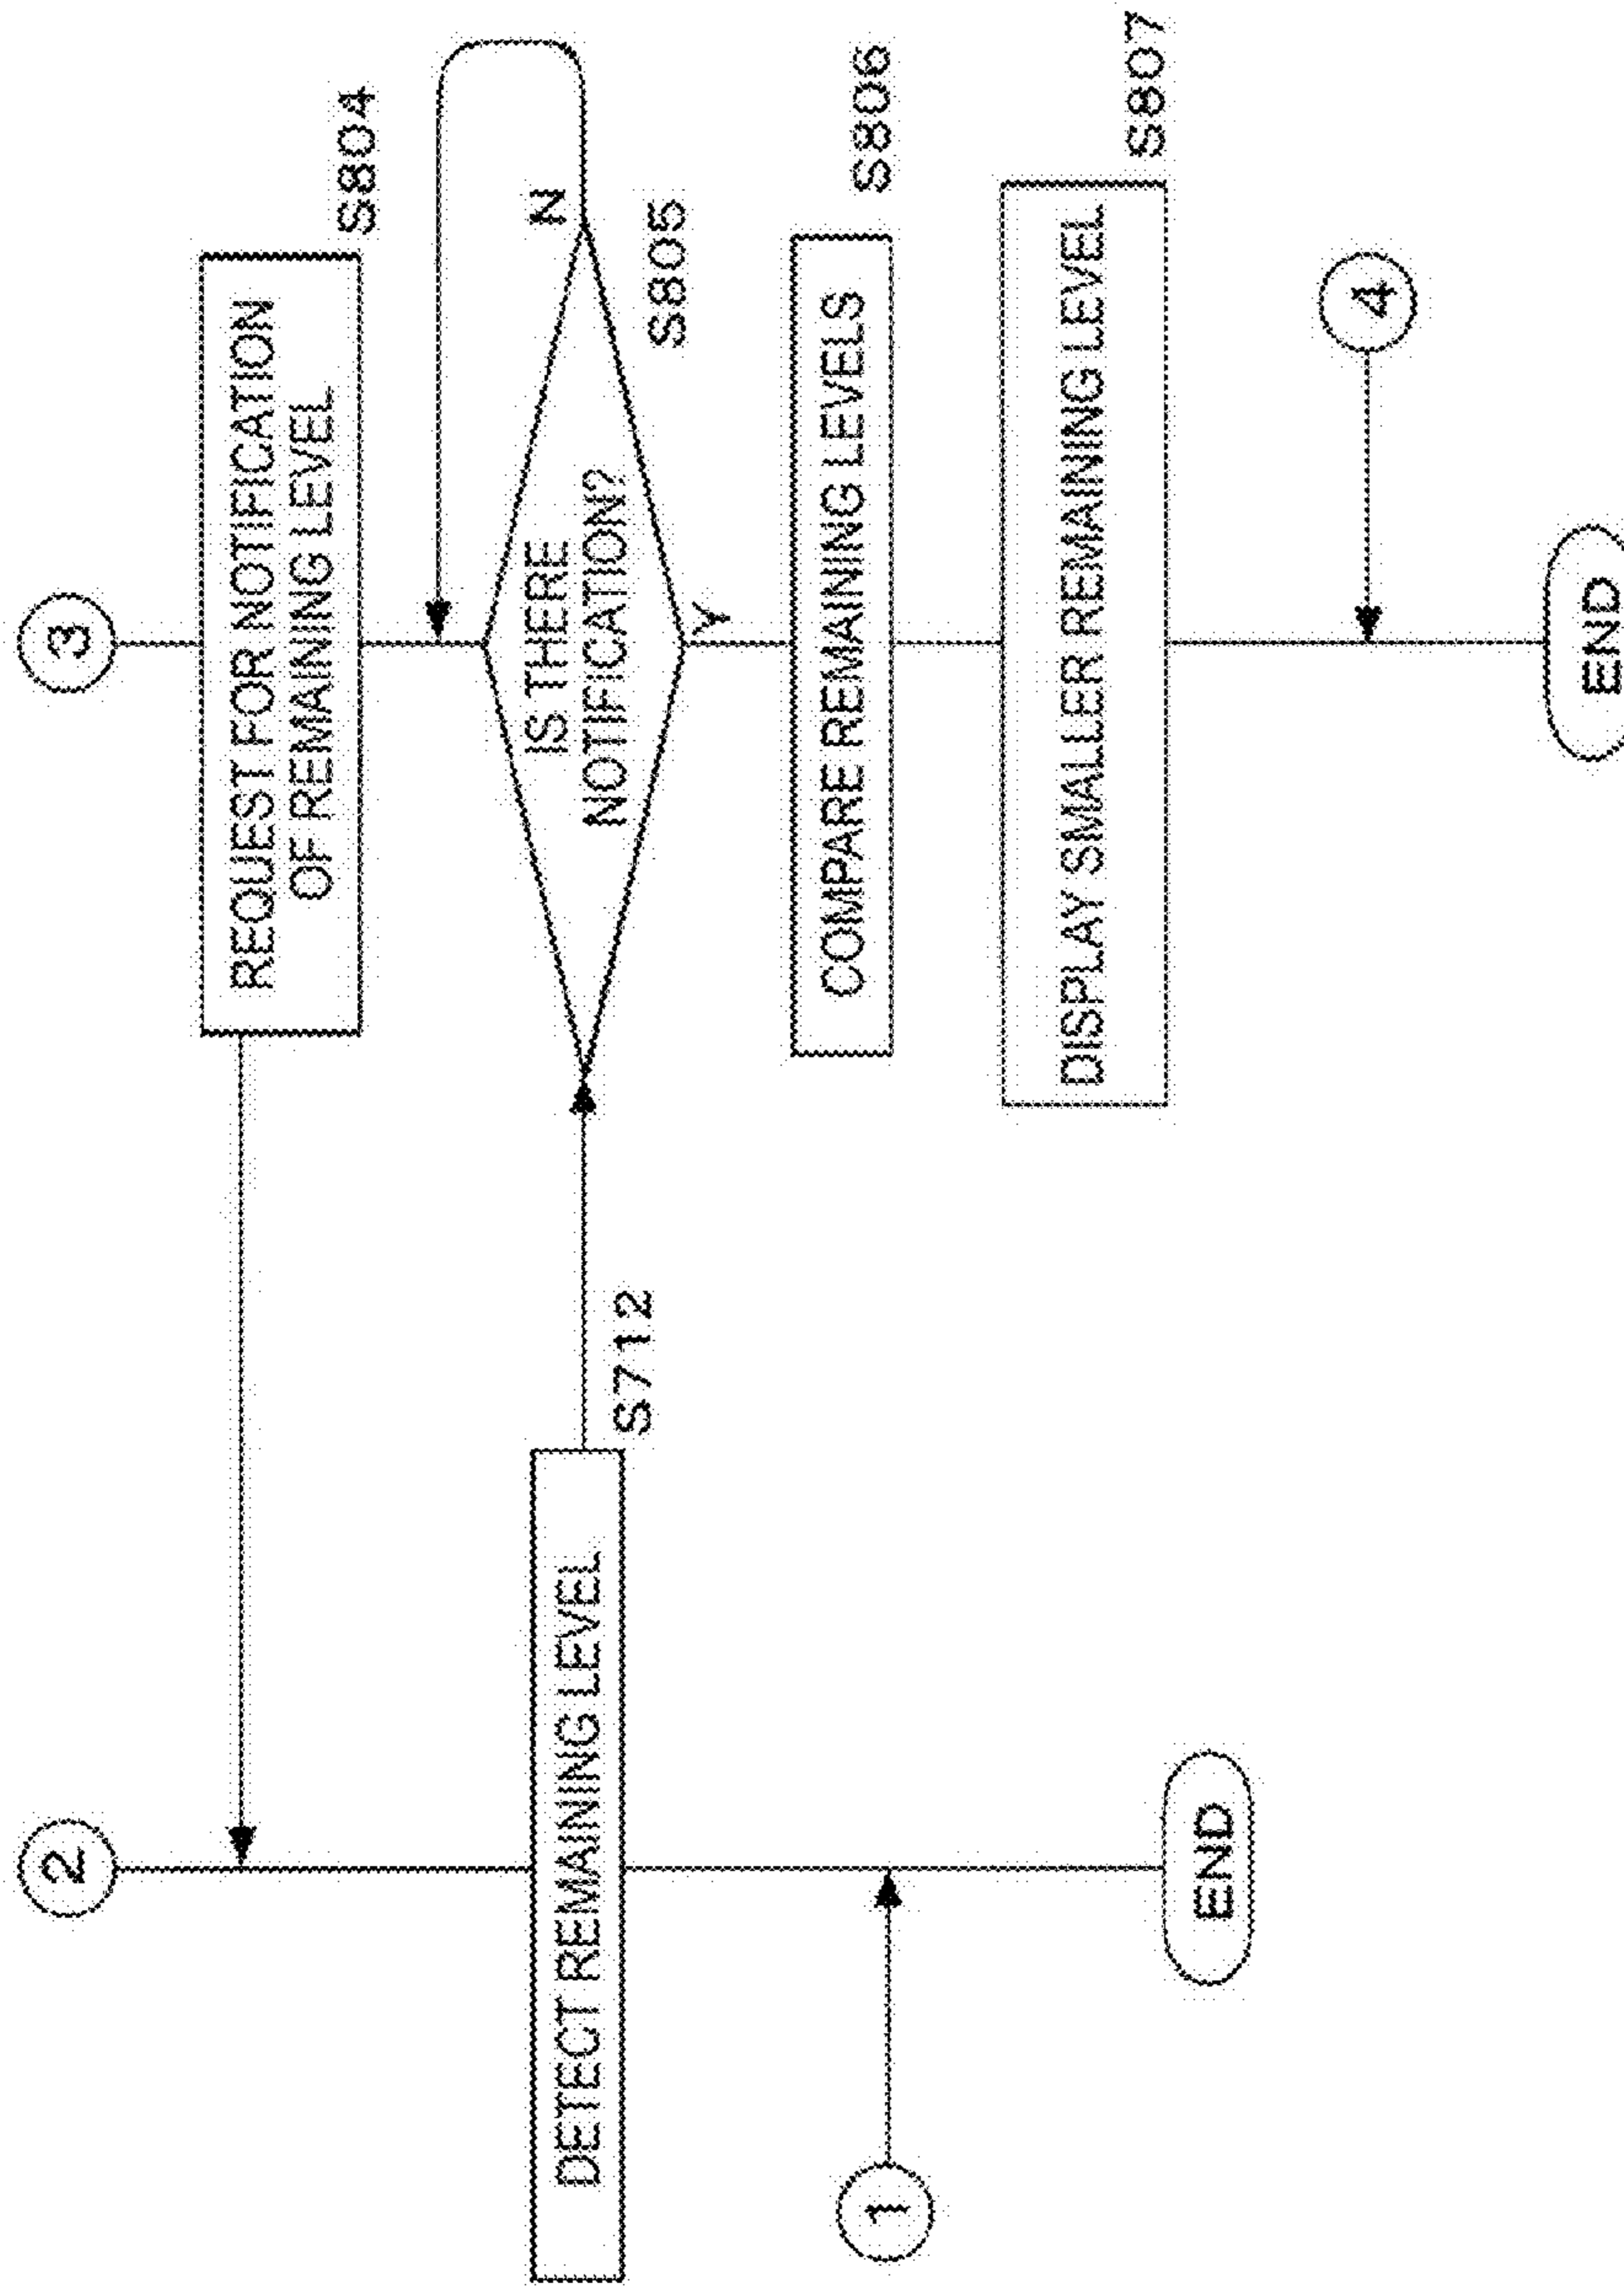 2
3
REQUEST FOR NOTIFICATION
OF REMAINING LEVEL
S804
DETECT REMAINING LEVEL
S712
IS THERE
NOTIFICATION?
N
S805
Y
1
COMPARE REMAINING LEVELS
S806
DISPLAY SMALLER REMAINING LEVEL
S807
END
4
END